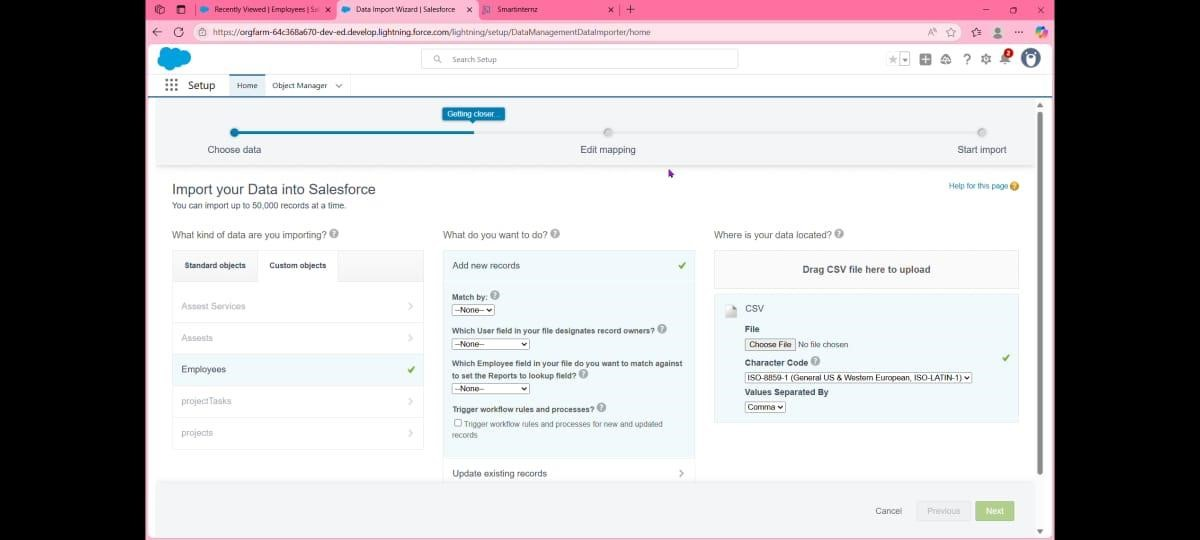 Recently Viewed | Employees | Sal
Data Import Wizard | Salesforce
Smartinternz
https://orgfarm-64c368a670-dev-ed.develop.lightning.force.com/lightning/setup/DataManagementDataImporter/home
Search Setup
2
Setup
Home
Object Manager
Getting closer...
Choose data
Edit mapping
Start import
Import your Data into Salesforce
Help for this page
You can import up to 50,000 records at a time.
What kind of data are you importing? ?
Standard objects
Custom objects
Assest Services
Assests
Employees
projectTasks
projects
What do you want to do? ?
Add new records
Match by: ?
--None--
Which User field in your file designates record owners? ?
--None--
Which Employee field in your file do you want to match against
to set the Reports to lookup field? ?
--None--
Trigger workflow rules and processes? ?
Trigger workflow rules and processes for new and updated
records
Update existing records
Where is your data located? ?
Drag CSV file here to upload
CSV
File
Choose File No file chosen
Character Code ?
ISO-8859-1 (General US & Western European, ISO-LATIN-1)
Values Separated By
Comma
Cancel
Previous
Next